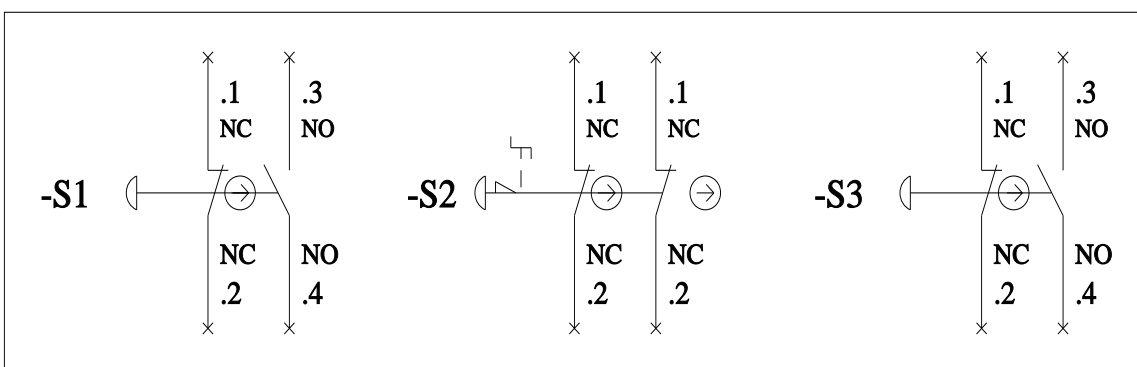 .1 .3 .1 .1 .1 .3
NC NO NC NC NC NO
-S1 -S2 -S3
NC NO NC NC NC NO
.2 .4 .2 .2 .2 .4